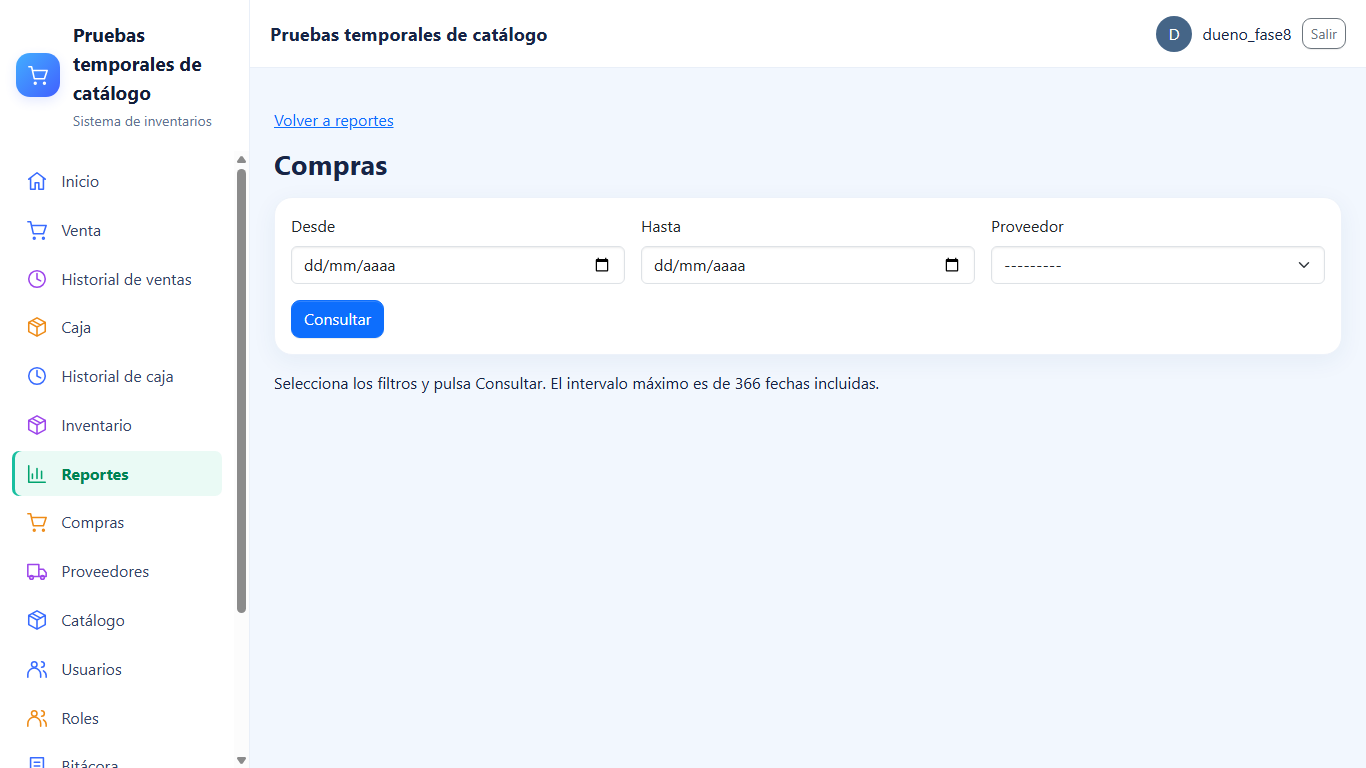 Pruebas
temporales de
catálogo
Sistema de inventarios
Inicio
Venta
Historial de ventas
Caja
Historial de caja
Inventario
Reportes
Compras
Proveedores
Catálogo
Usuarios
Roles
Bitácora
Pruebas temporales de catálogo
D dueno_fase8 Salir
Volver a reportes
Compras
Desde Hasta Proveedor
dd/mm/aaaa dd/mm/aaaa ---------
Consultar
Selecciona los filtros y pulsa Consultar. El intervalo máximo es de 366 fechas incluidas.